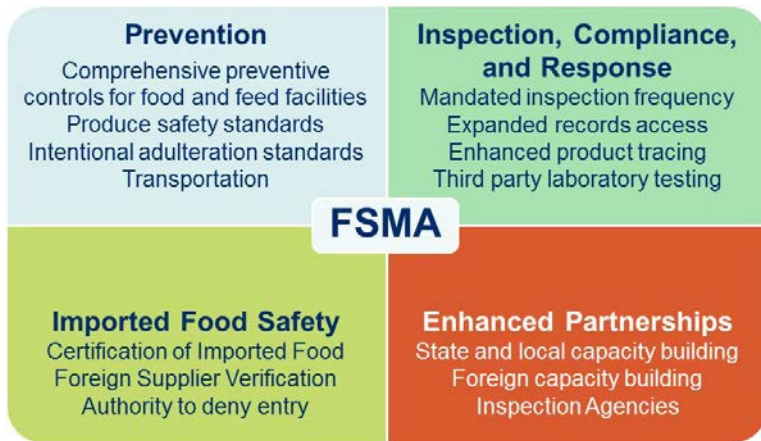 Prevention
Comprehensive preventive
controls for food and feed facilities
Produce safety standards
Intentional adulteration standards
Transportation
Inspection, Compliance,
and Response
Mandated inspection frequency
Expanded records access
Enhanced product tracing
Third party laboratory testing
FSMA
Imported Food Safety
Certification of Imported Food
Foreign Supplier Verification
Authority to deny entry
Enhanced Partnerships
State and local capacity building
Foreign capacity building
Inspection Agencies